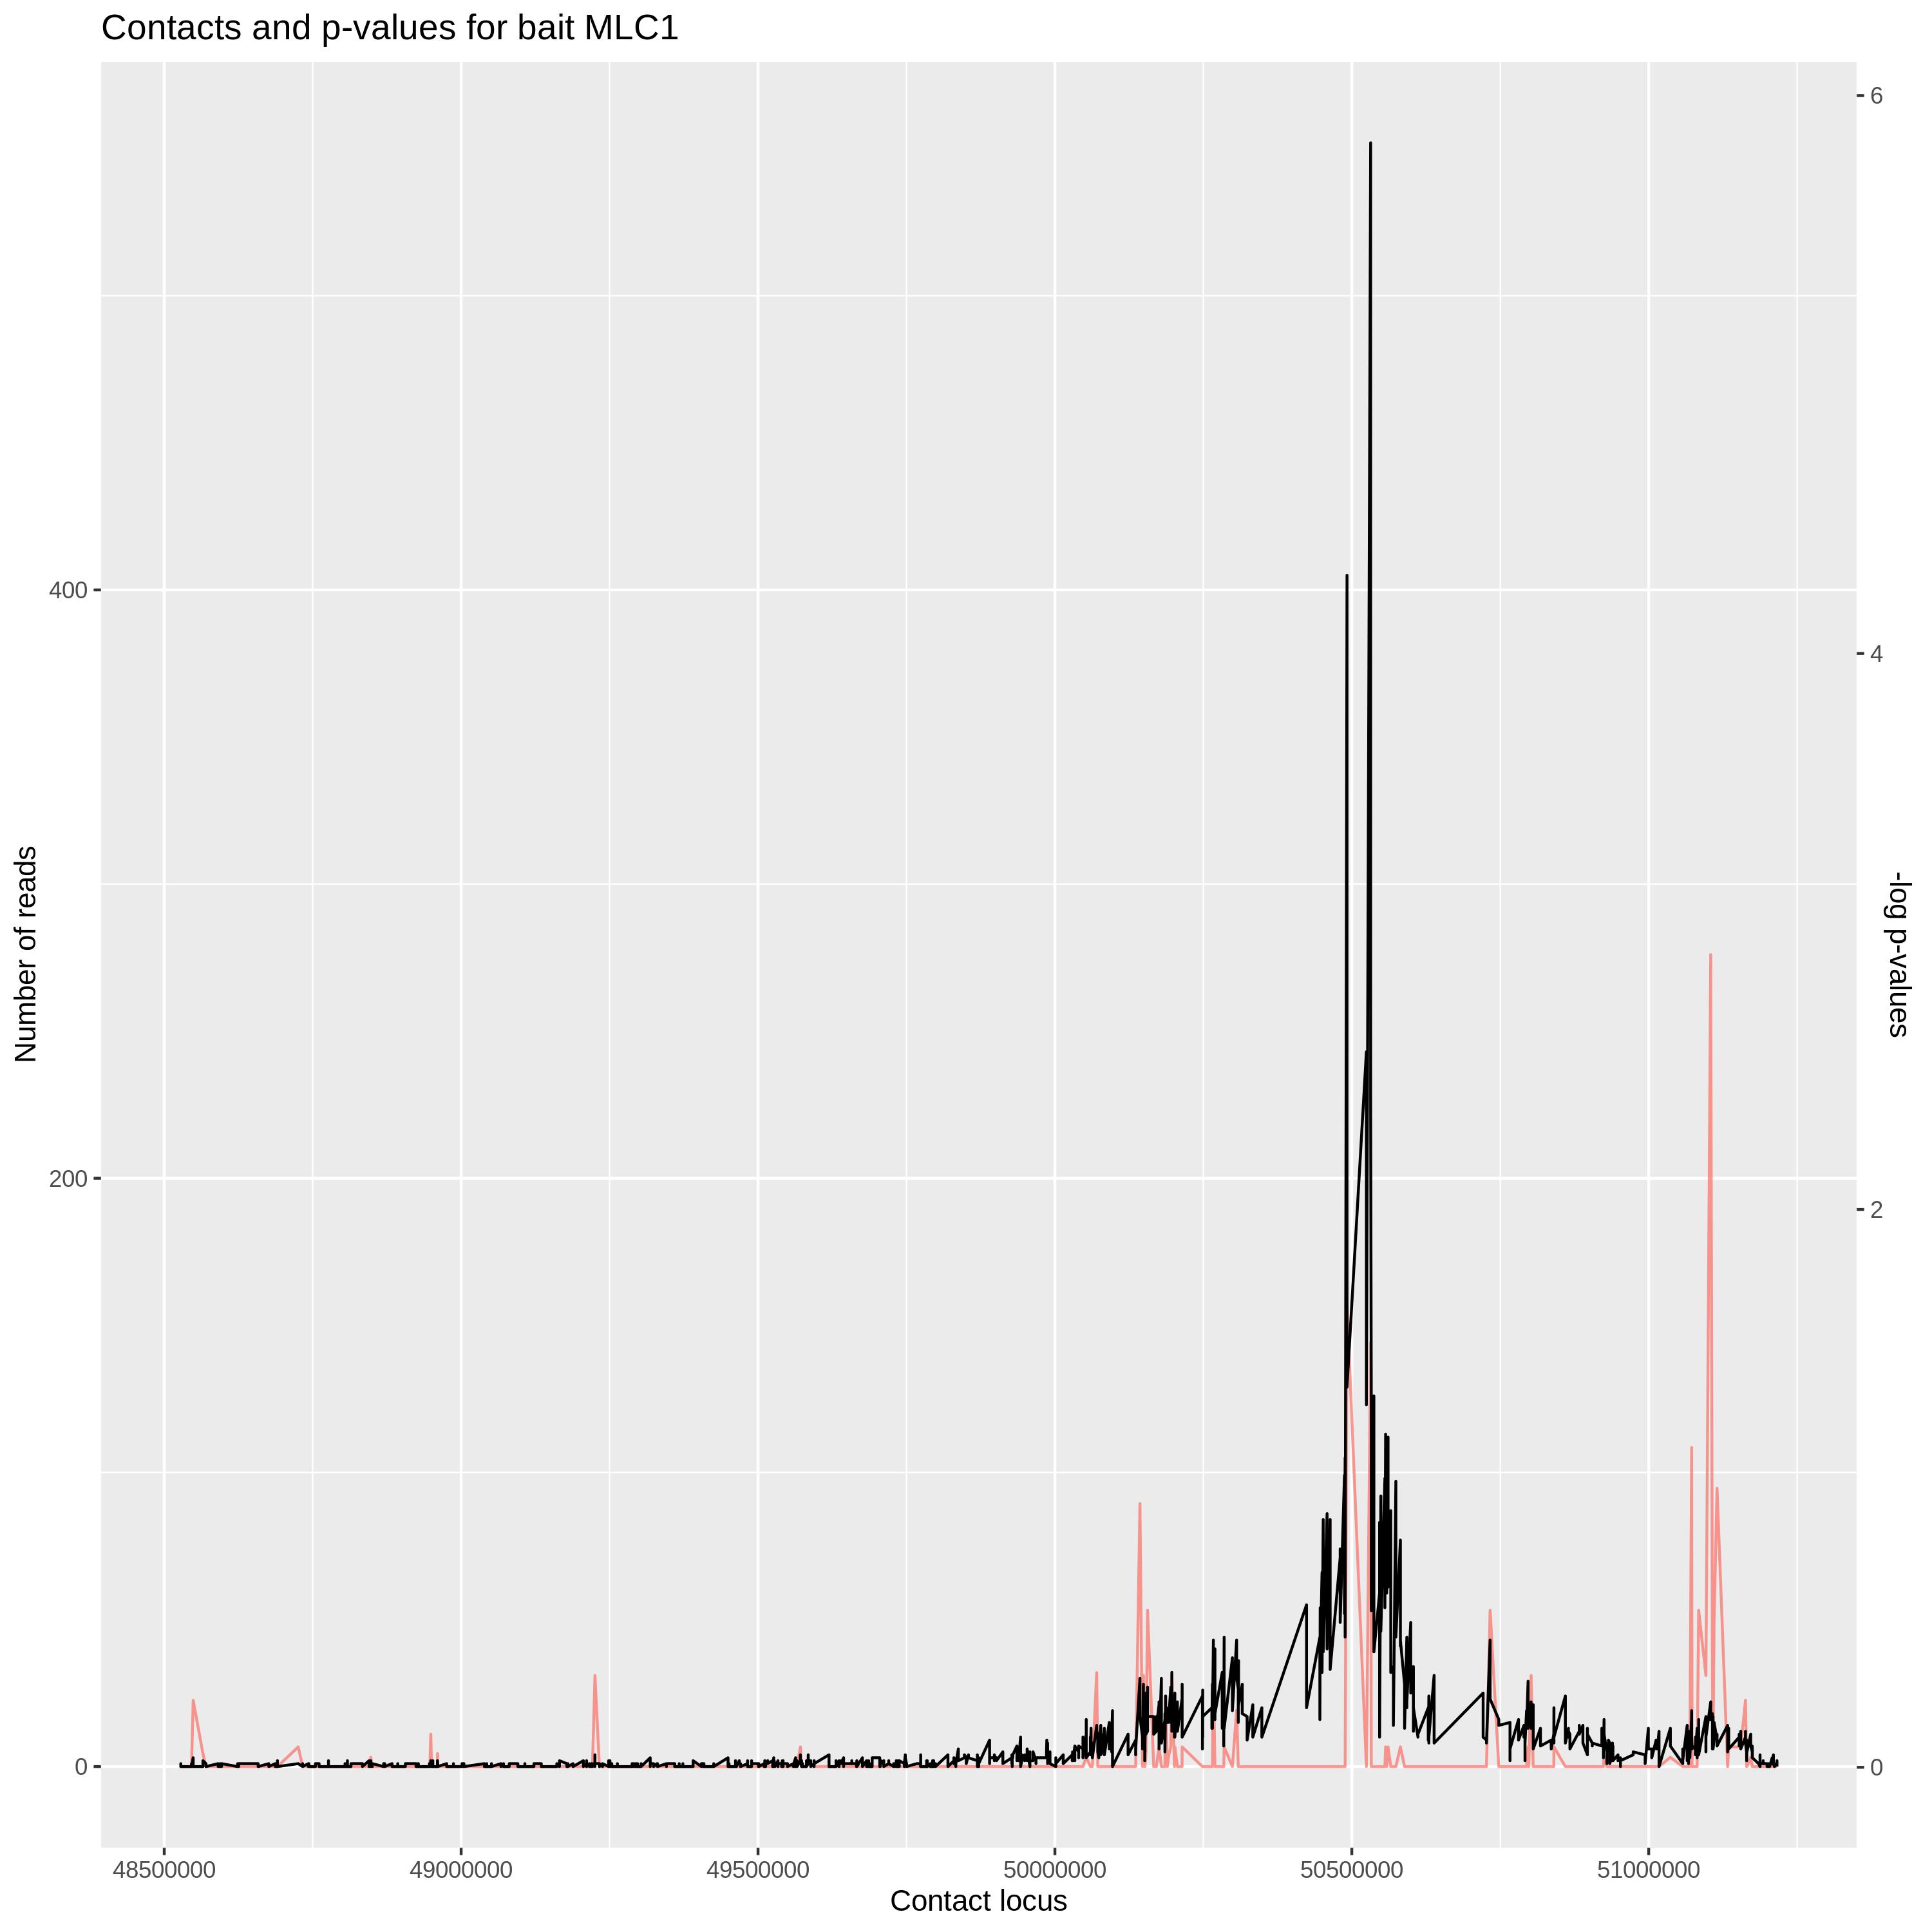 Contacts and p-values for bait MLC1
6
400
4
Number of reads
-log p-values
200
2
0
0
48500000 49000000 49500000 50000000 50500000 51000000
Contact locus